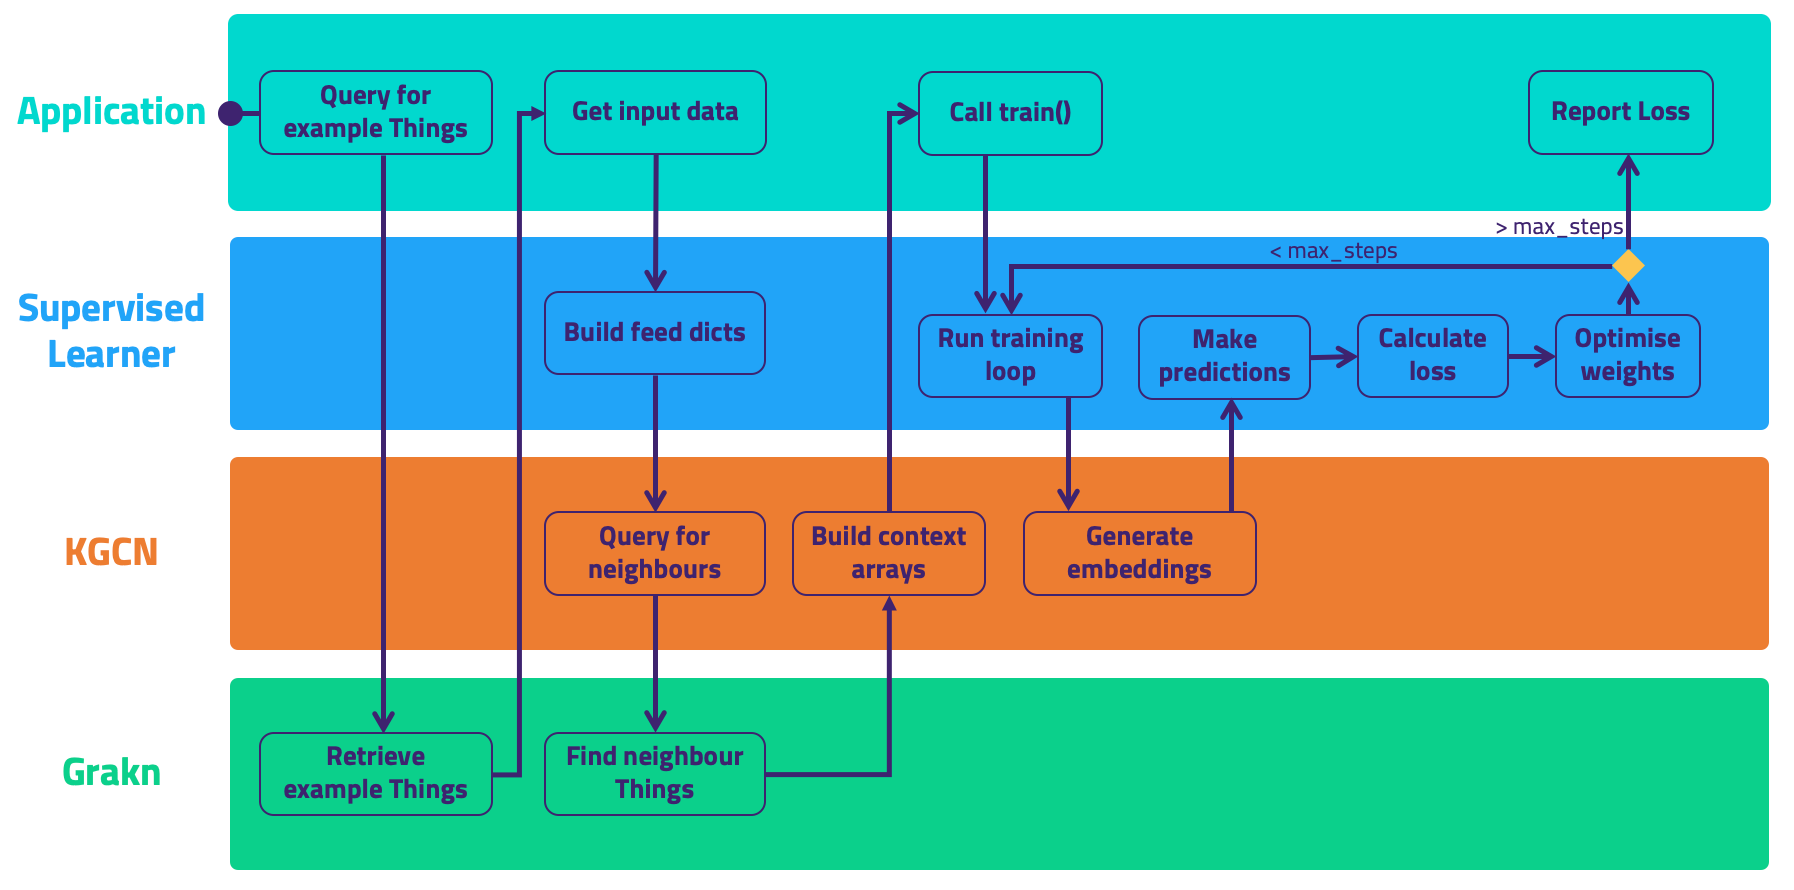 Application
Query for
example Things
Get input data
Call train()
Report Loss
> max_steps
< max_steps
Supervised
Learner
Build feed dicts
Run training
loop
Make
predictions
Calculate
loss
Optimise
weights
KGCN
Query for
neighbours
Build context
arrays
Generate
embeddings
Grakn
Retrieve
example Things
Find neighbour
Things